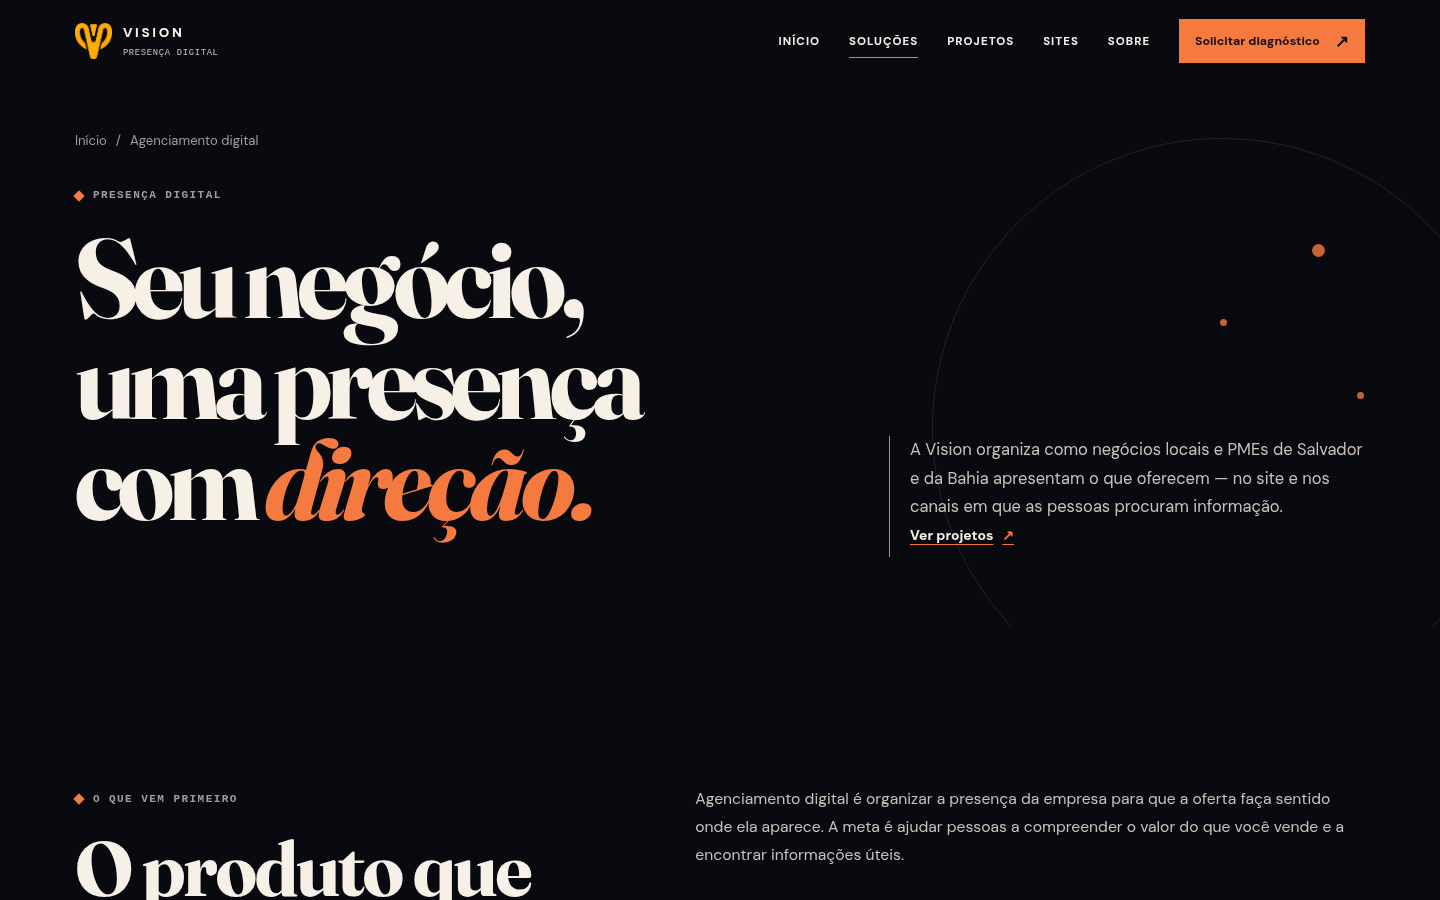 VISION
PRESENÇA DIGITAL
INÍCIO
SOLUÇÕES
PROJETOS
SITES
SOBRE
Solicitar diagnóstico ↗
Início / Agenciamento digital
PRESENÇA DIGITAL
Seu negócio,
uma presença
com direção.
A Vision organiza como negócios locais e PMEs de Salvador
e da Bahia apresentam o que oferecem — no site e nos
canais em que as pessoas procuram informação.
Ver projetos ↗
O QUE VEM PRIMEIRO
O produto que
Agenciamento digital é organizar a presença da empresa para que a oferta faça sentido
onde ela aparece. A meta é ajudar pessoas a compreender o valor do que você vende e a
encontrar informações úteis.